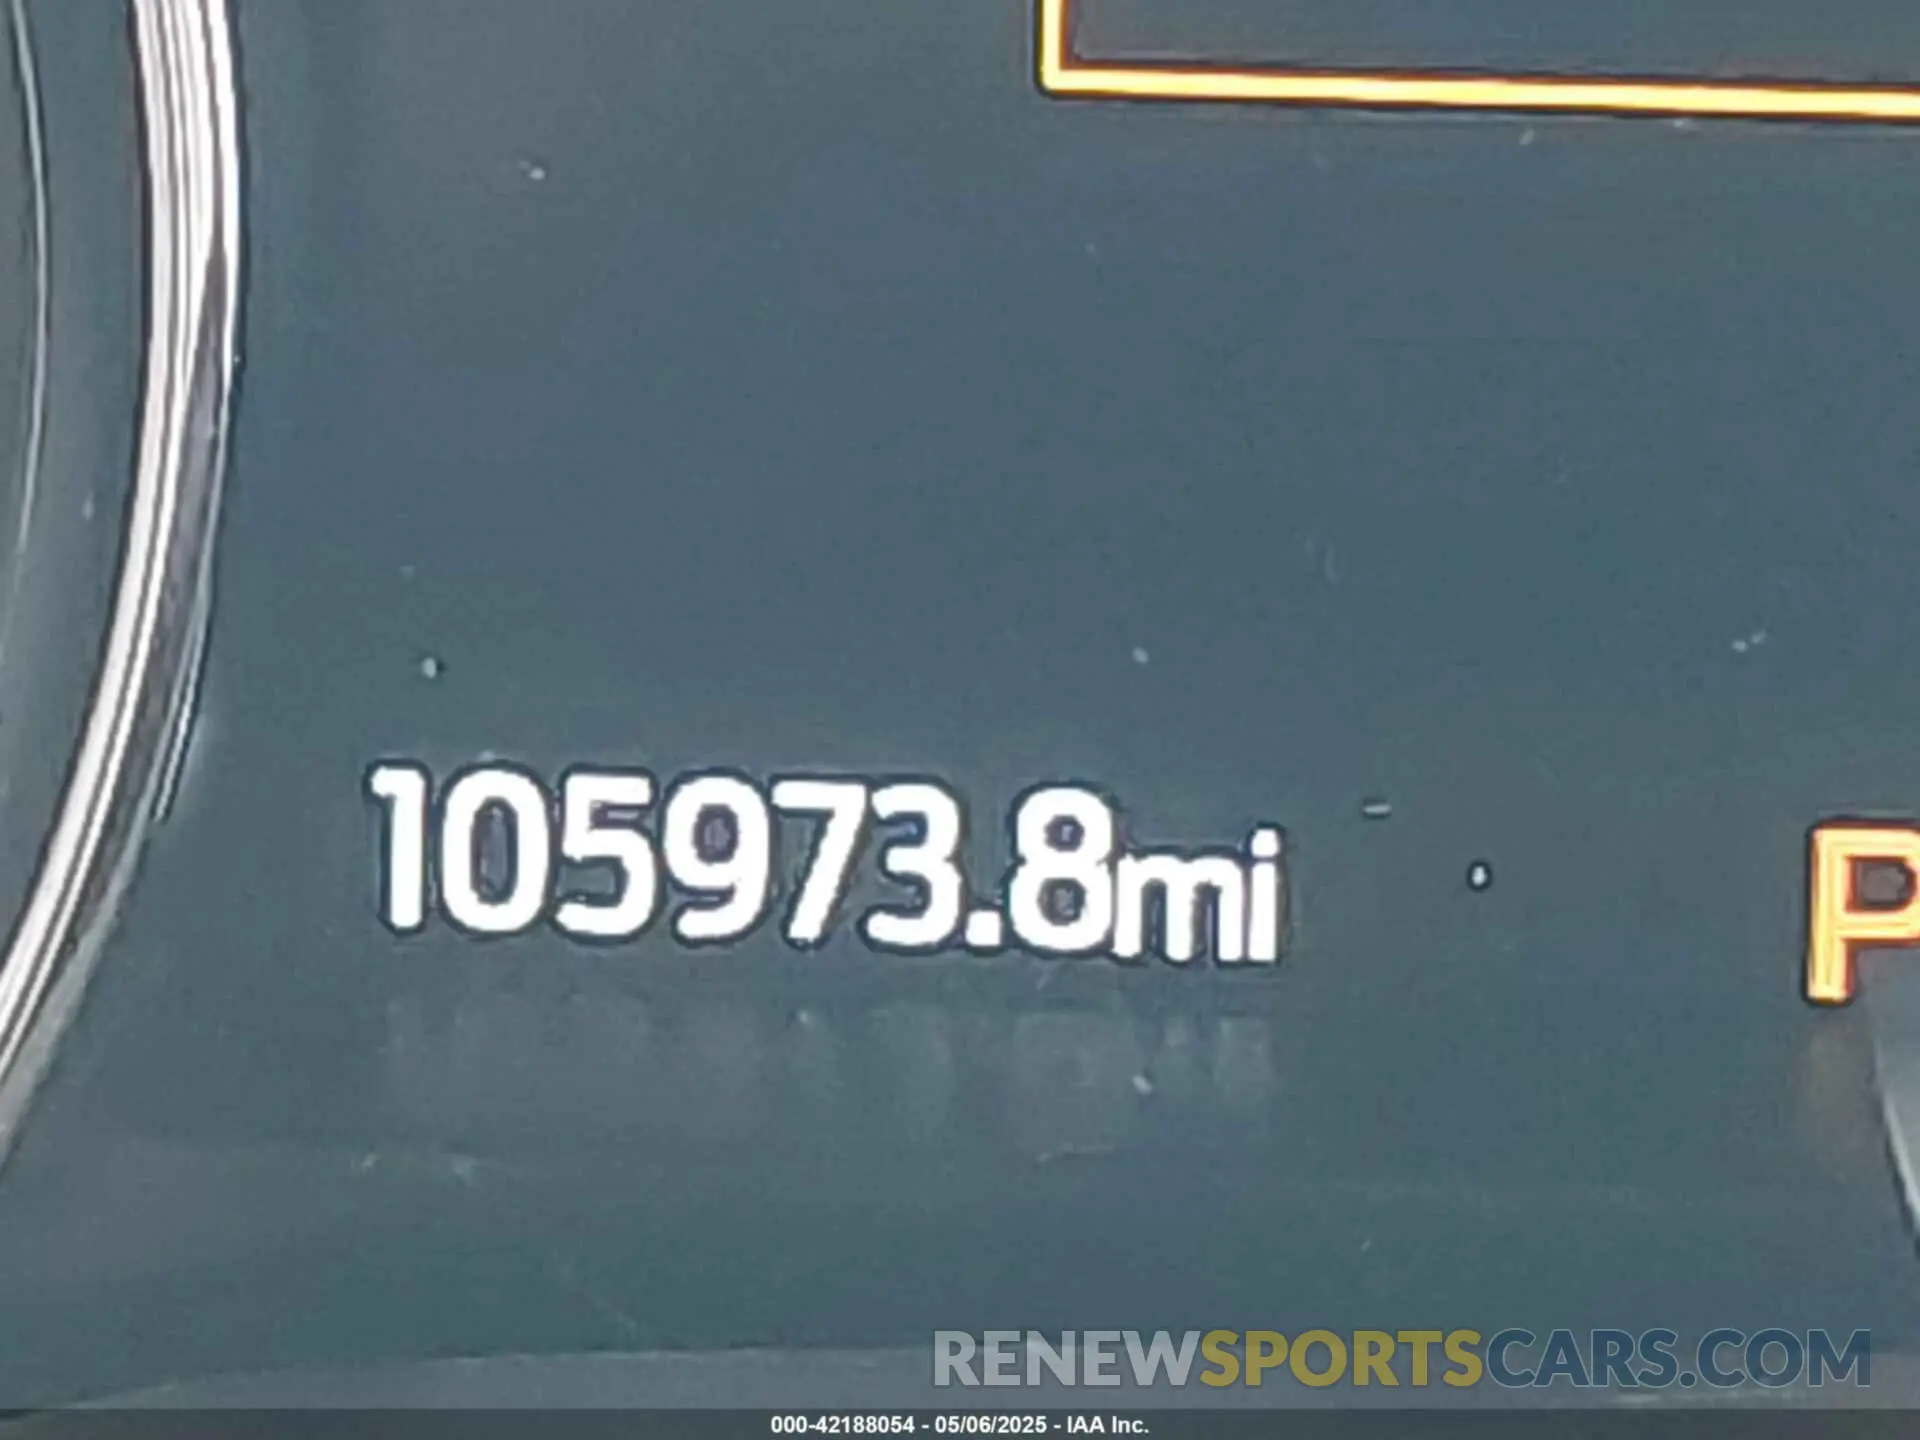 105973.8mi
P
RENEWSPORTSCARS.COM
000-42188054 - 05/06/2025 - IAA Inc.